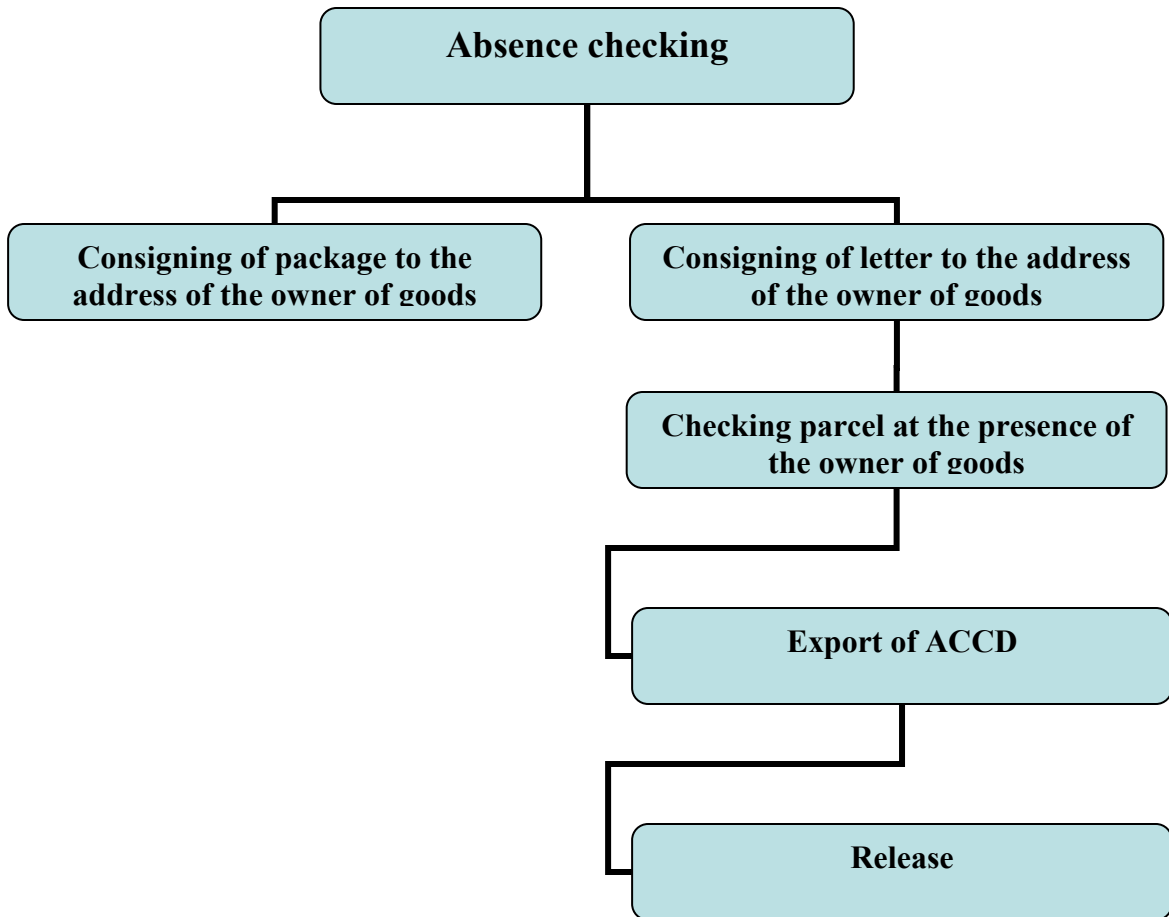 Absence checking
Consigning of package to the
address of the owner of goods
Consigning of letter to the address
of the owner of goods
Checking parcel at the presence of
the owner of goods
Export of ACCD
Release